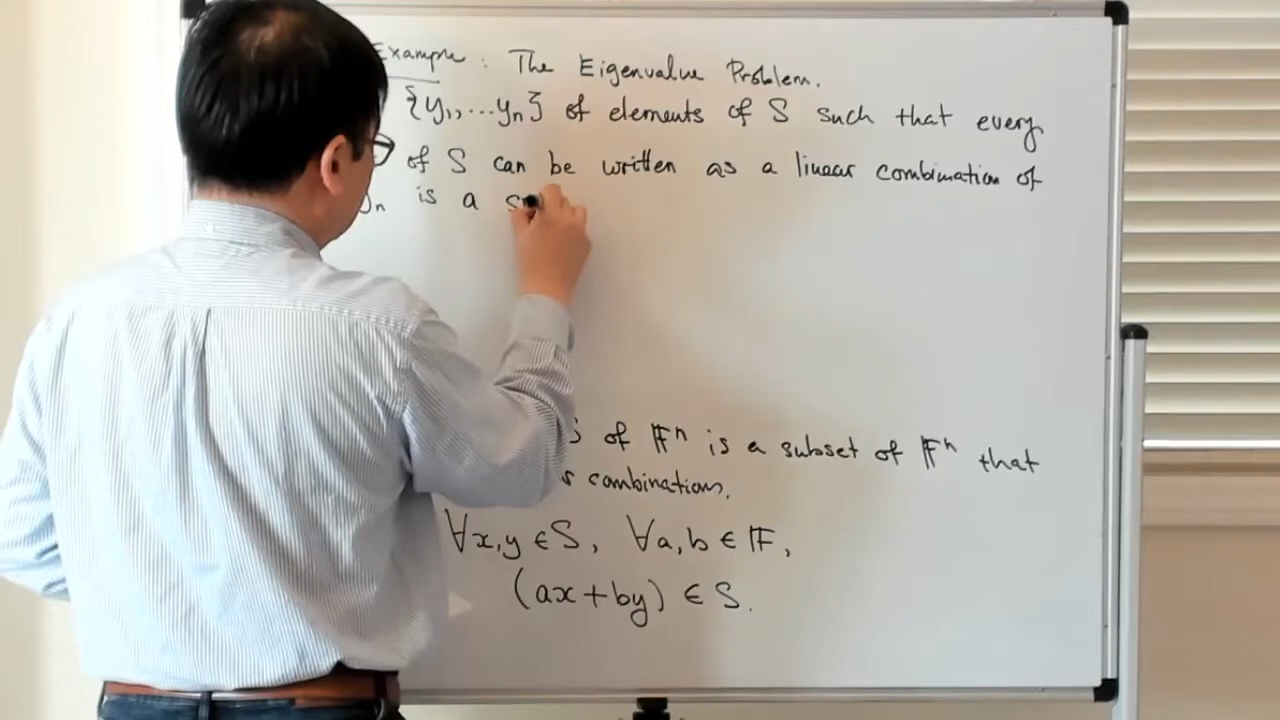 Example : The Eigenvalue Problem.
{y₁,...yₙ} of elements of S such that every
of S can be written as a linear combination of
is a
S of 𝔽ⁿ is a subset of 𝔽ⁿ that
combinations.
∀x,y ∈ S, ∀a,b ∈ 𝔽,
(ax+by) ∈ S.